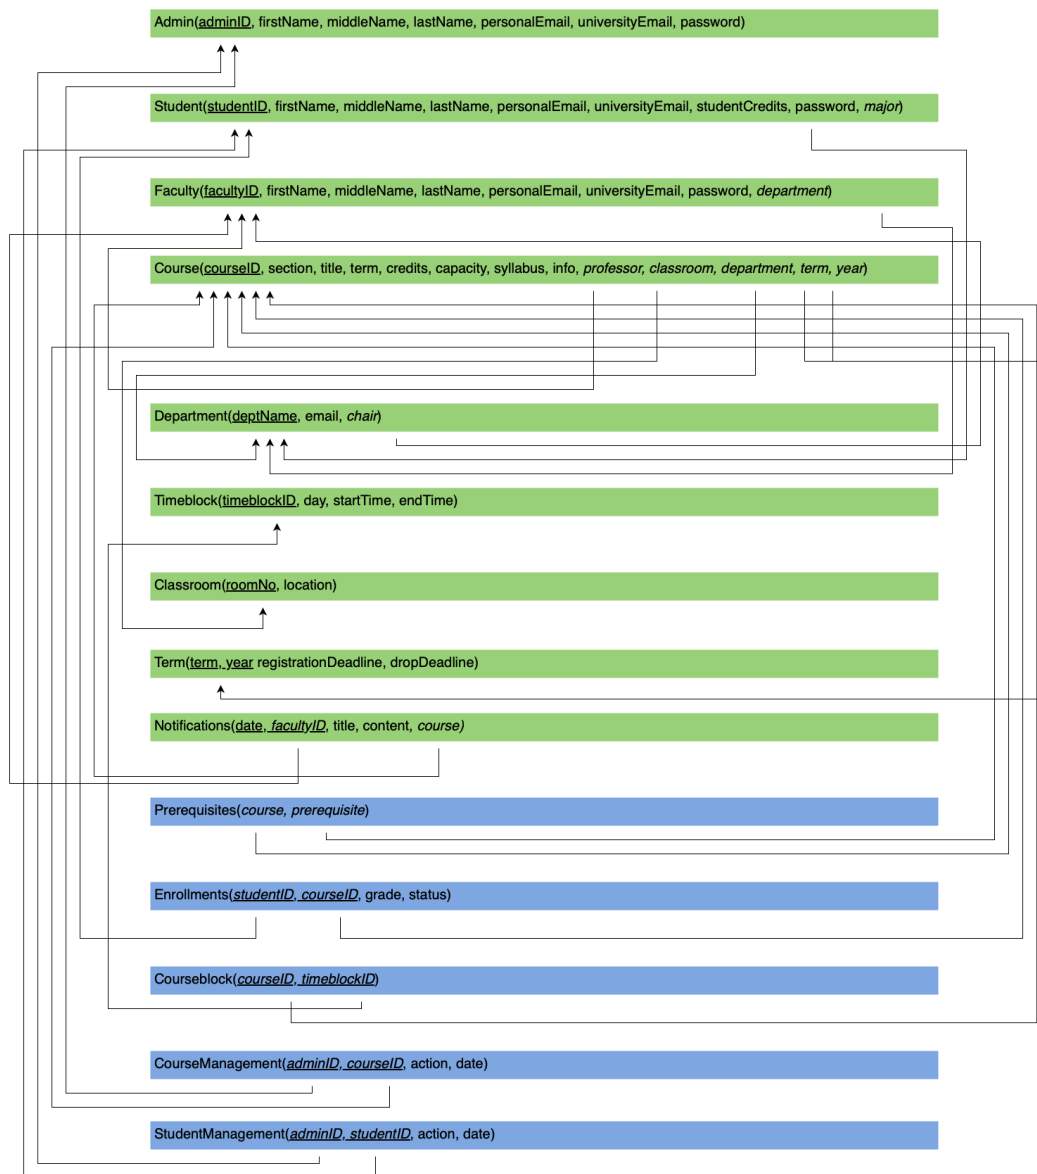 Admin(adminID, firstName, middleName, lastName, personalEmail, universityEmail, password)
Student(studentID, firstName, middleName, lastName, personalEmail, universityEmail, studentCredits, password, major)
Faculty(facultyID, firstName, middleName, lastName, personalEmail, universityEmail, password, department)
Course(courseID, section, title, term, credits, capacity, syllabus, info, professor, classroom, department, term, year)
Department(deptName, email, chair)
Timeblock(timeblockID, day, startTime, endTime)
Classroom(roomNo, location)
Term(term, year registrationDeadline, dropDeadline)
Notifications(date, facultyID, title, content, course)
Prerequisites(course, prerequisite)
Enrollments(studentID, courseID, grade, status)
Courseblock(courseID, timeblockID)
CourseManagement(adminID, courseID, action, date)
StudentManagement(adminID, studentID, action, date)